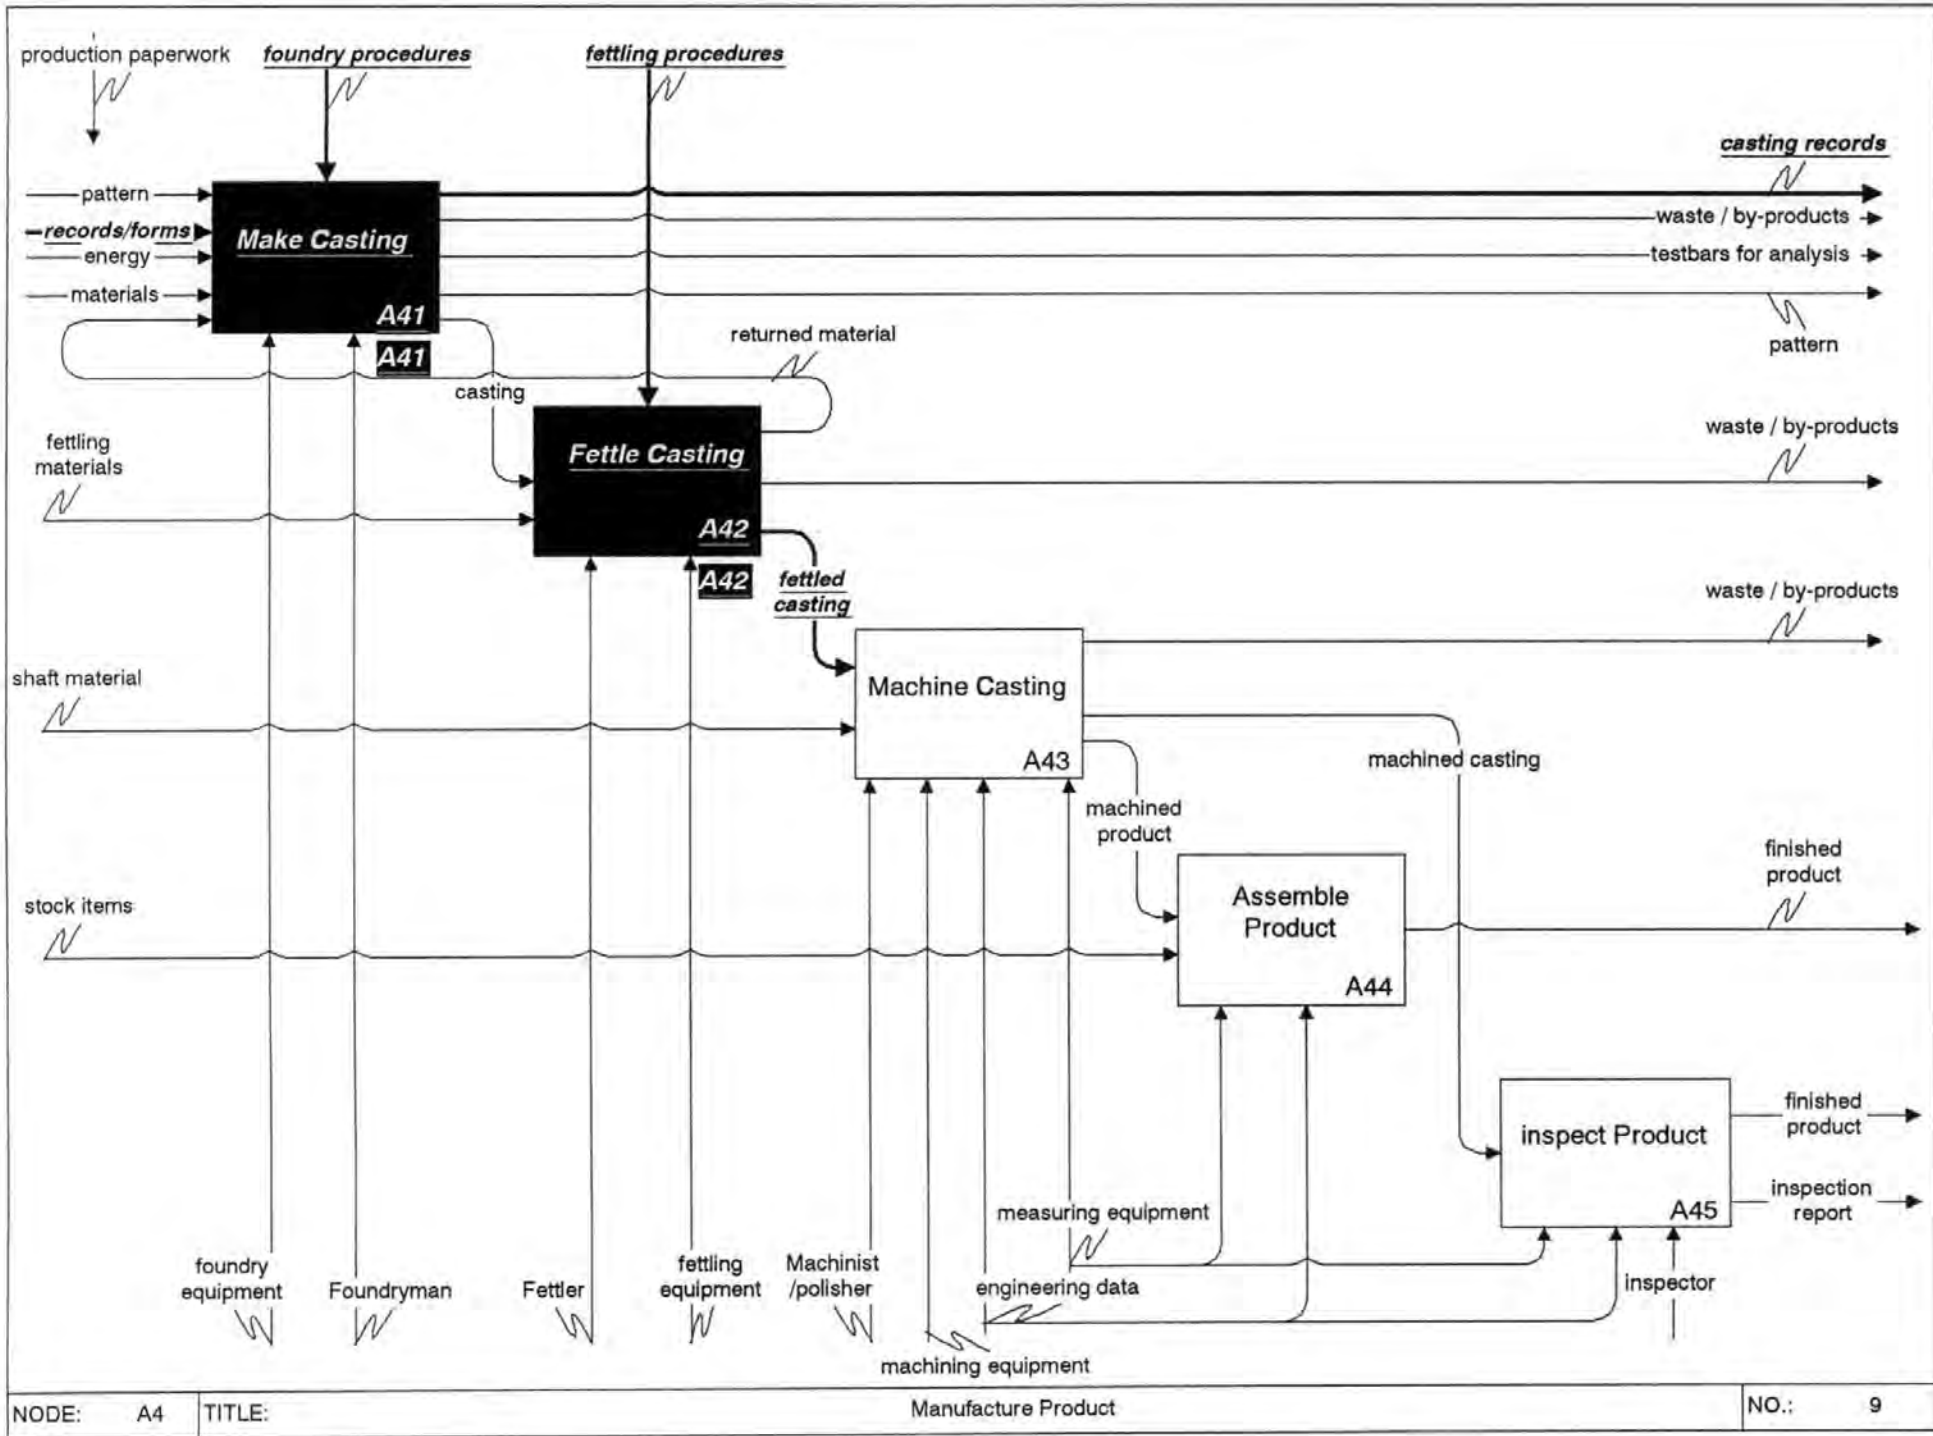 production paperwork
foundry procedures
fettling procedures
casting records
pattern
records/forms
energy
materials
Make Casting
A41
A41
waste / by-products
testbars for analysis
pattern
returned material
casting
fettling
materials
Fettle Casting
A42
A42
waste / by-products
fettled
casting
waste / by-products
shaft material
Machine Casting
A43
machined casting
machined
product
stock items
Assemble
Product
A44
finished
product
inspect Product
A45
finished
product
inspection
report
measuring equipment
engineering data
inspector
foundry
equipment
Foundryman
Fettler
fettling
equipment
Machinist
/polisher
machining equipment
NODE: A4
TITLE: Manufacture Product
NO.: 9